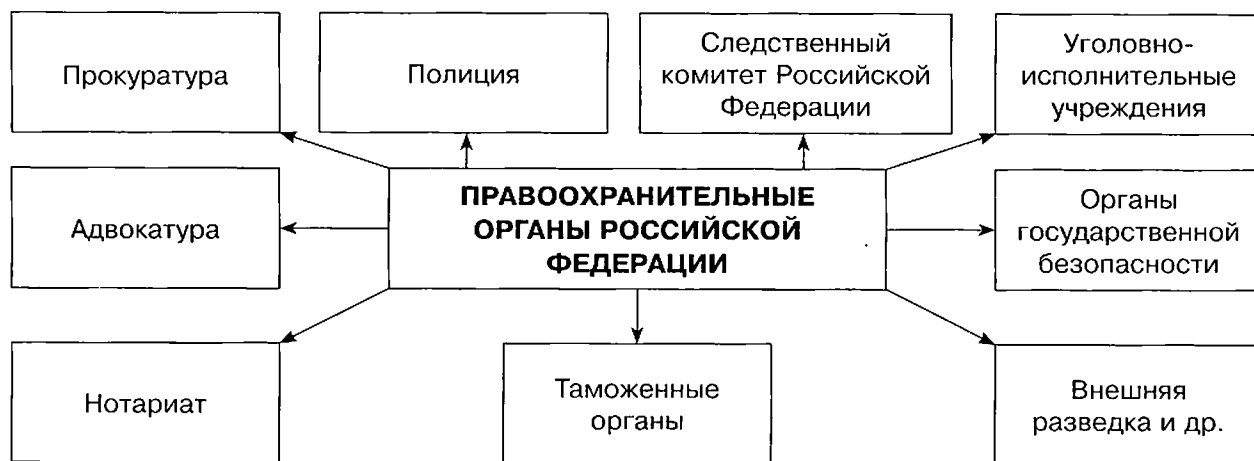 Прокуратура
Полиция
Следственный
комитет Российской
Федерации
Уголовно-
исполнительные
учреждения
Адвокатура
ПРАВООХРАНИТЕЛЬНЫЕ
ОРГАНЫ РОССИЙСКОЙ
ФЕДЕРАЦИИ
Органы
государственной
безопасности
Нотариат
Таможенные
органы
Внешняя
разведка и др.